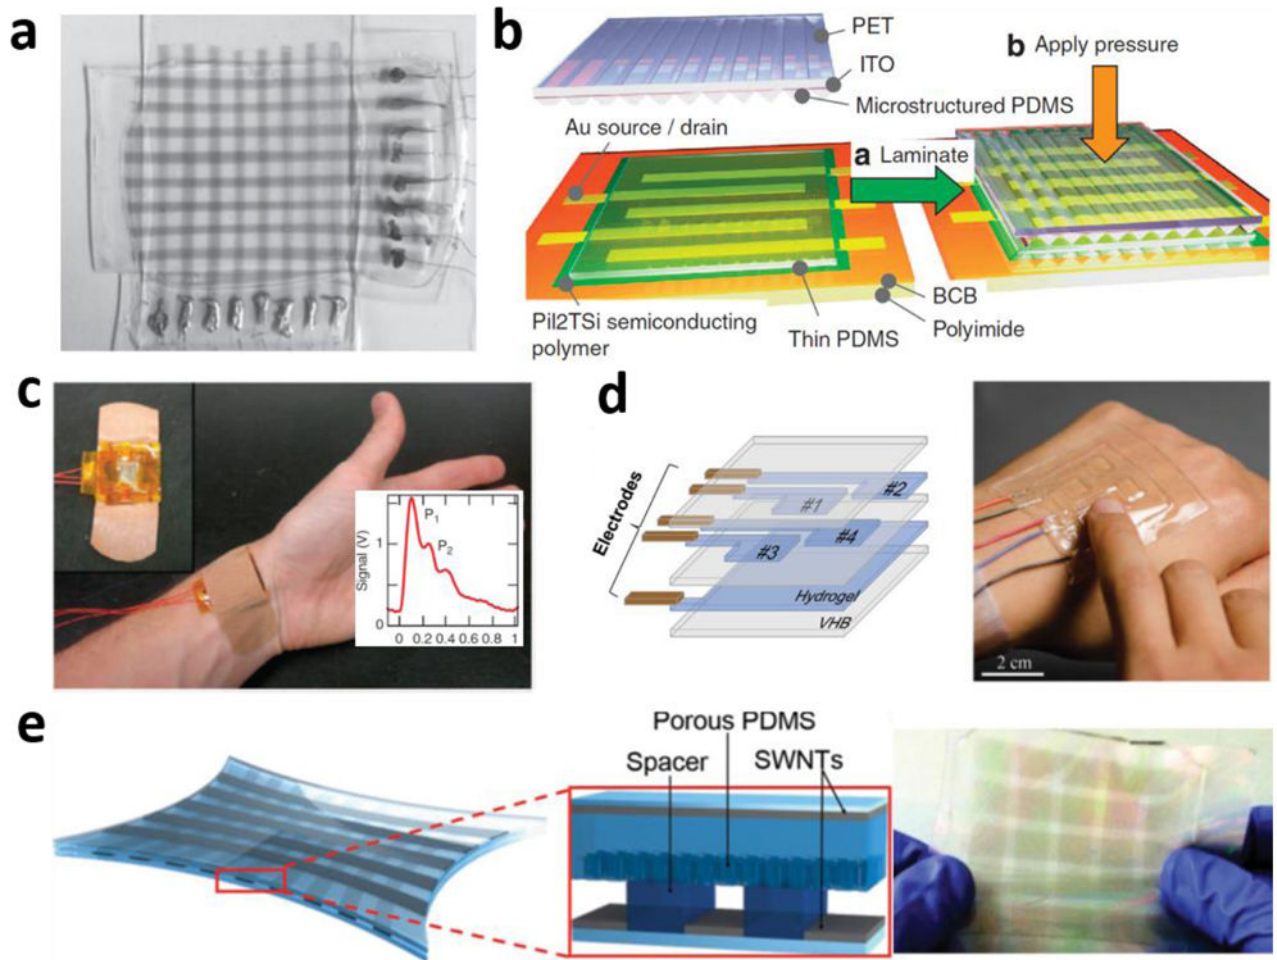 a
b
PET
ITO
Microstructured PDMS
Au source / drain
a Laminate
b Apply pressure
BCB
Polyimide
Thin PDMS
PiI2TSi semiconducting
polymer
c
P1
P2
Signal (V)
1
0
0 0.2 0.4 0.6 0.8 1
d
Electrodes
#1
#2
#3
#4
Hydrogel
VHB
2 cm
e
Porous PDMS
Spacer
SWNTs